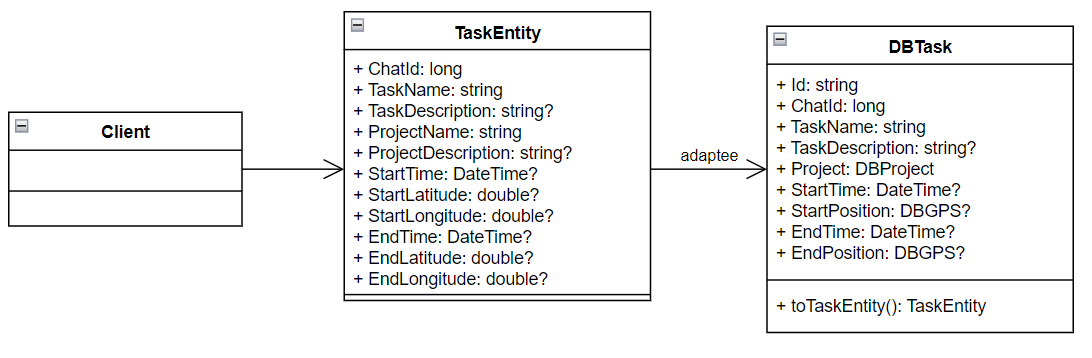 Client
TaskEntity
+ ChatId: long
+ TaskName: string
+ TaskDescription: string?
+ ProjectName: string
+ ProjectDescription: string?
+ StartTime: DateTime?
+ StartLatitude: double?
+ StartLongitude: double?
+ EndTime: DateTime?
+ EndLatitude: double?
+ EndLongitude: double?
adaptee
DBTask
+ Id: string
+ ChatId: long
+ TaskName: string
+ TaskDescription: string?
+ Project: DBProject
+ StartTime: DateTime?
+ StartPosition: DBGPS?
+ EndTime: DateTime?
+ EndPosition: DBGPS?
+ toTaskEntity(): TaskEntity